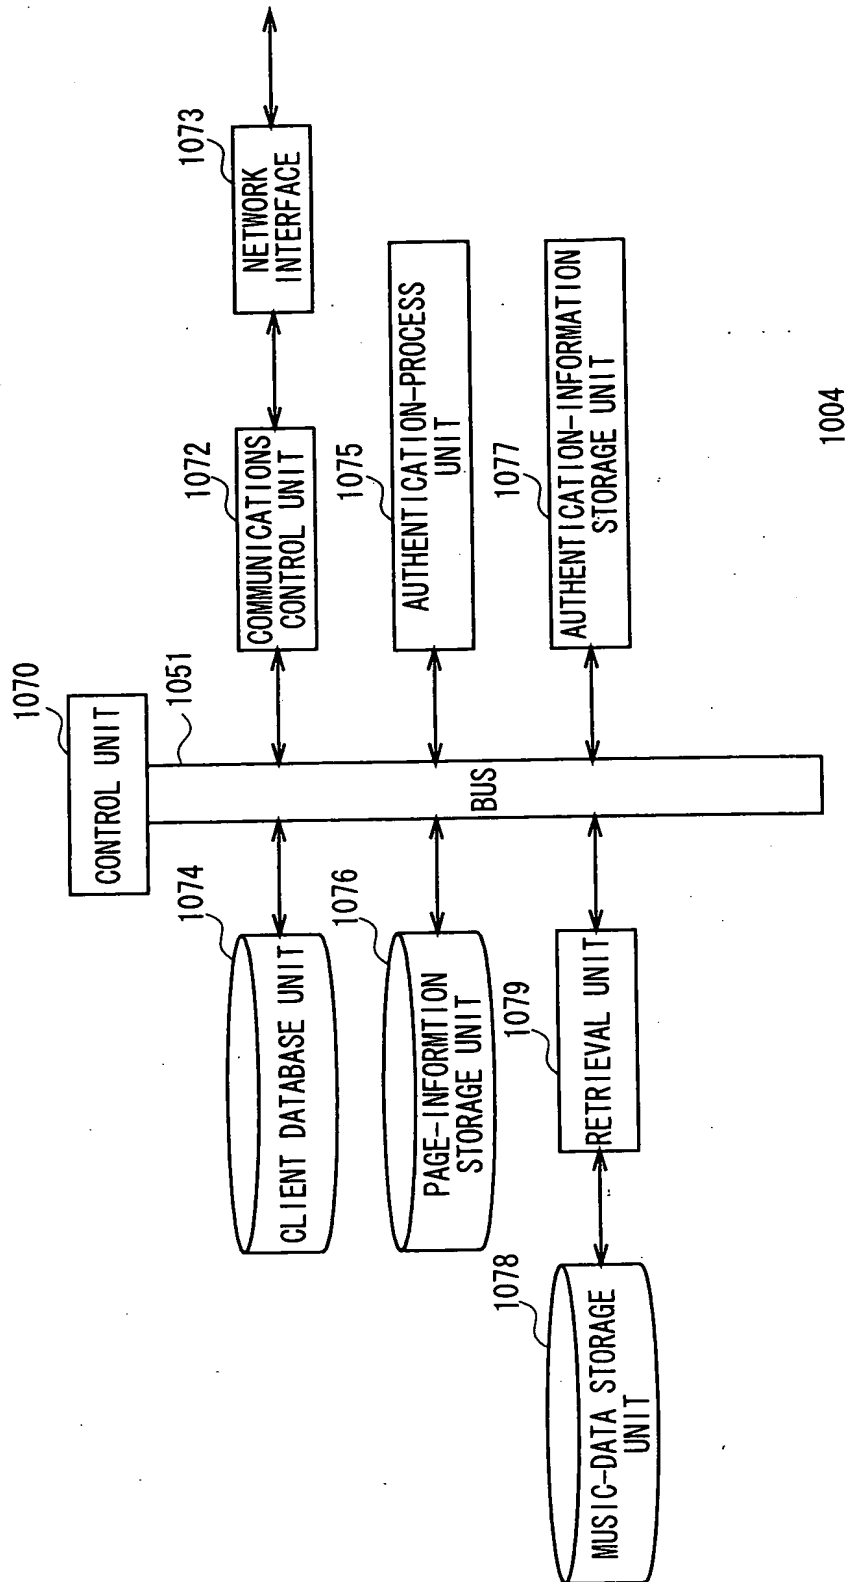 1070
CONTROL UNIT
1051
BUS
1074
CLIENT DATABASE UNIT
1072
COMMUNICATIONS
CONTROL UNIT
1073
NETWORK
INTERFACE
1076
PAGE-INFORMTION
STORAGE UNIT
1075
AUTHENTICATION-PROCESS
UNIT
1078
MUSIC-DATA STORAGE
UNIT
1079
RETRIEVAL UNIT
1077
AUTHENTICATION-INFORMATION
STORAGE UNIT
1004